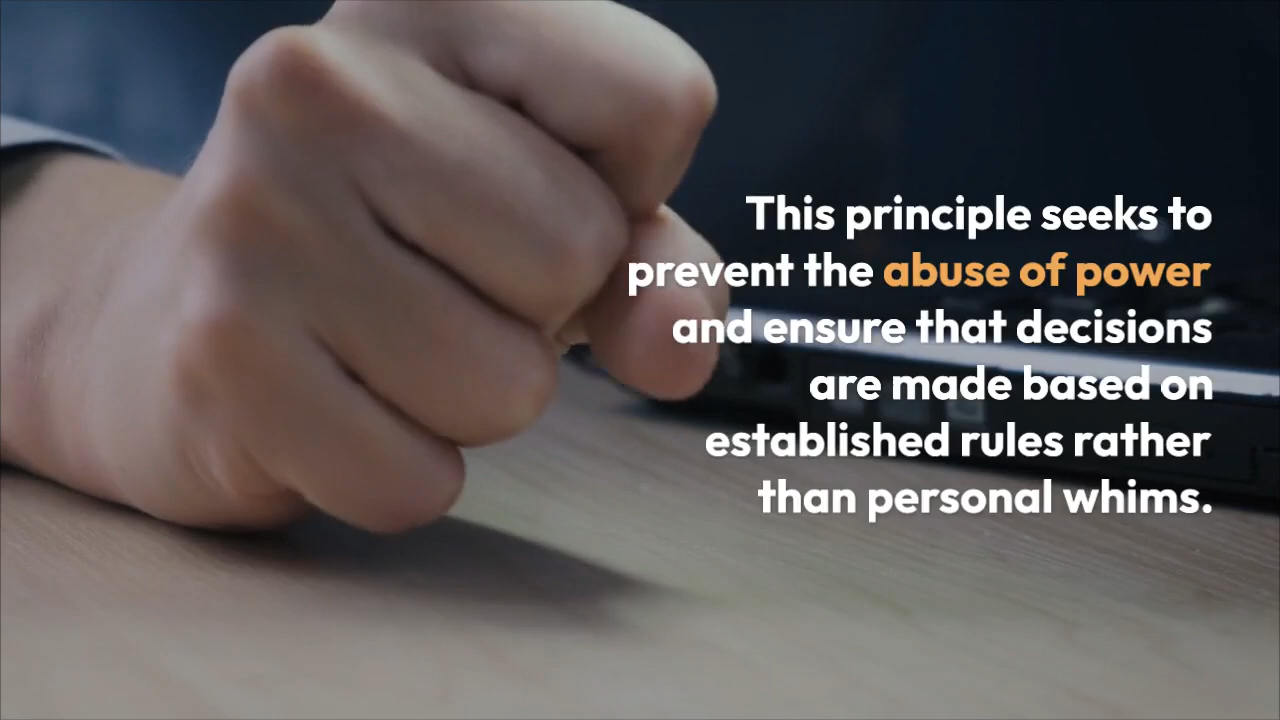 This principle seeks to
prevent the abuse of power
and ensure that decisions
are made based on
established rules rather
than personal whims.